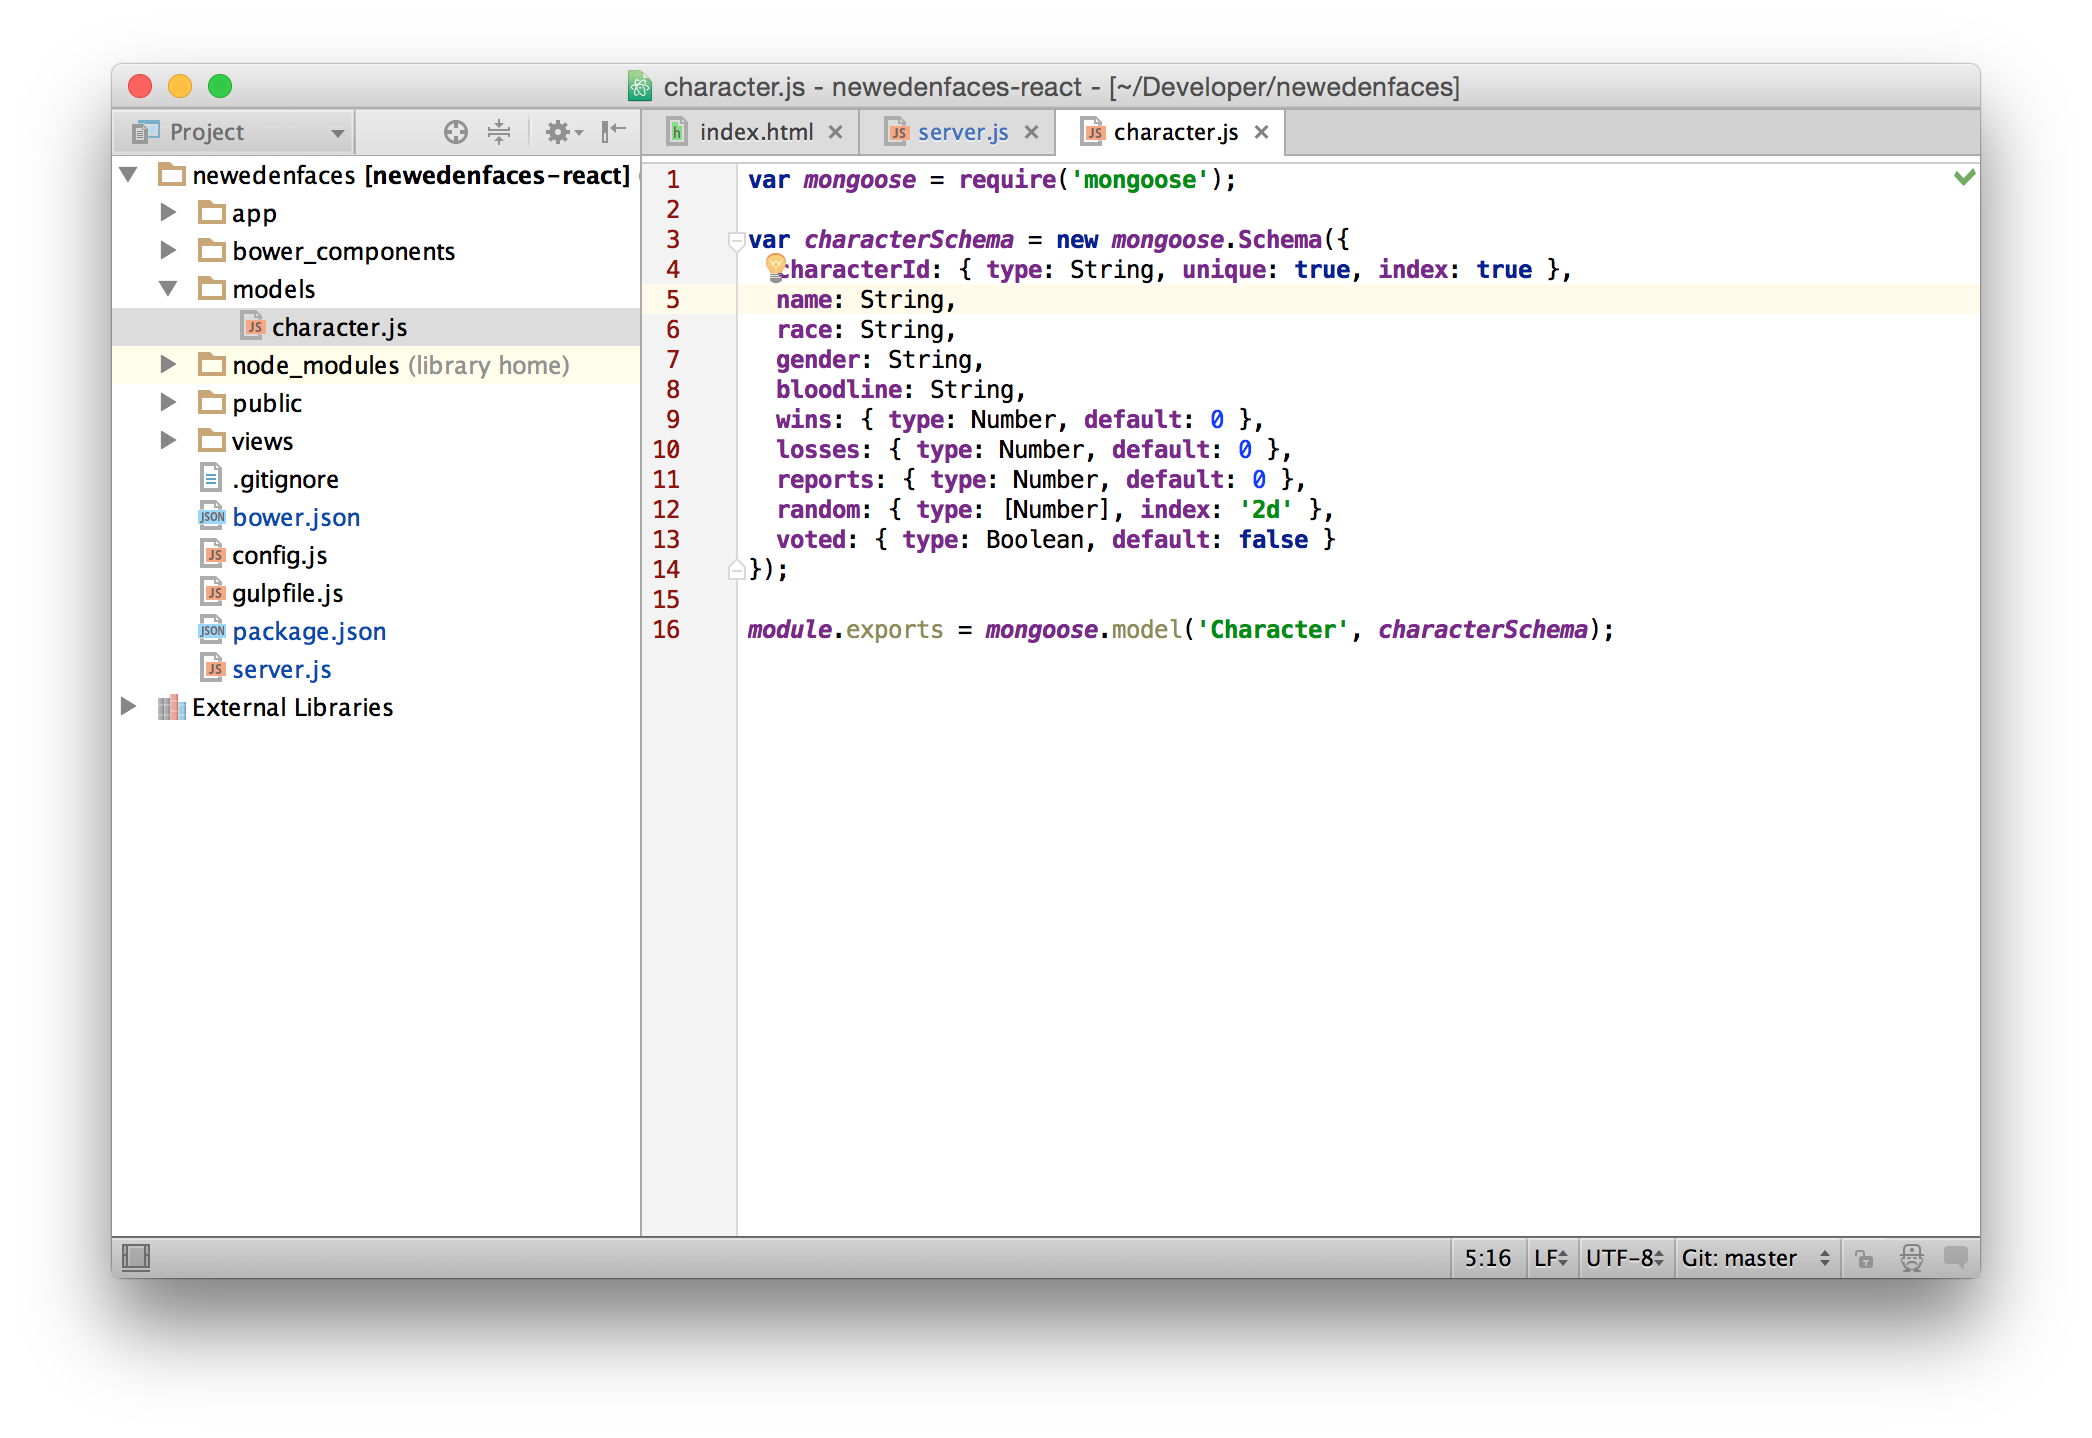 character.js - newedenfaces-react - [~/Developer/newedenfaces]
Project
index.html
server.js
character.js
newedenfaces [newedenfaces-react]
app
bower_components
models
character.js
node_modules (library home)
public
views
.gitignore
bower.json
config.js
gulpfile.js
package.json
server.js
External Libraries
1 var mongoose = require('mongoose');
2
3 var characterSchema = new mongoose.Schema({
4 characterId: { type: String, unique: true, index: true },
5 name: String,
6 race: String,
7 gender: String,
8 bloodline: String,
9 wins: { type: Number, default: 0 },
10 losses: { type: Number, default: 0 },
11 reports: { type: Number, default: 0 },
12 random: { type: [Number], index: '2d' },
13 voted: { type: Boolean, default: false }
14 });
15
16 module.exports = mongoose.model('Character', characterSchema);
5:16 LF UTF-8 Git: master